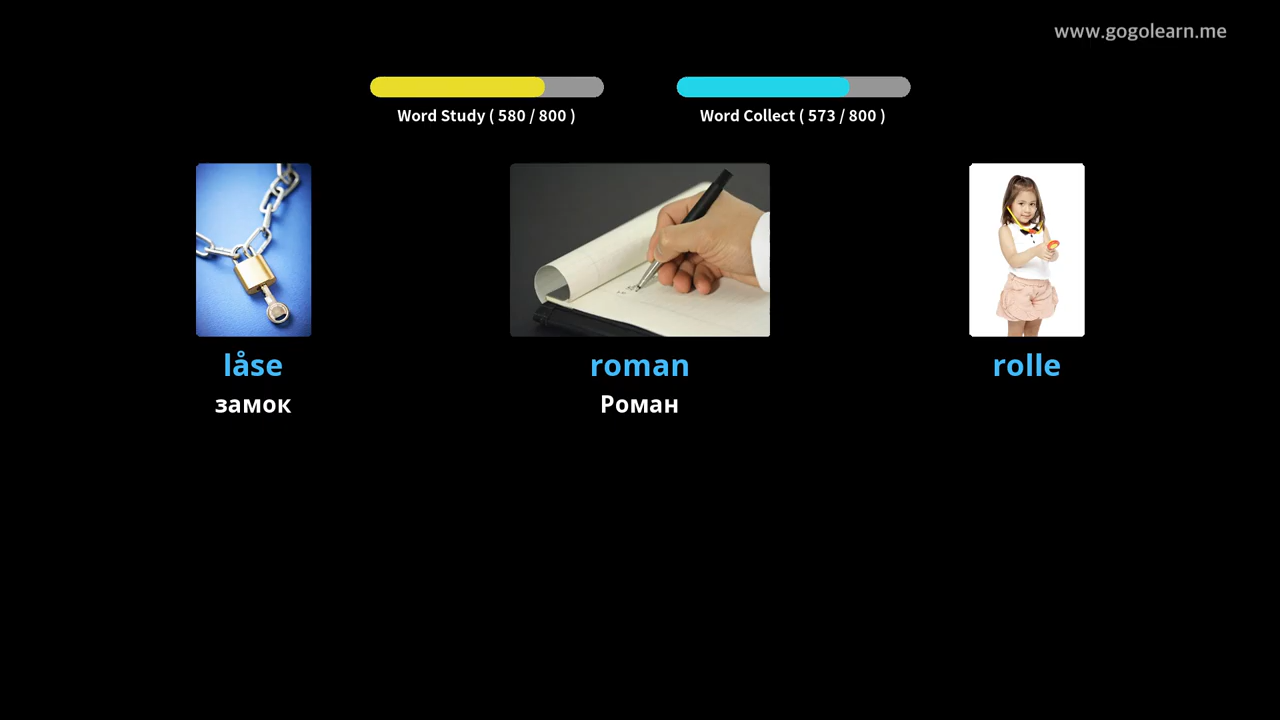 www.gogolearn.me
Word Study ( 580 / 800 )
Word Collect ( 573 / 800 )
låse
roman
rolle
замок
Роман